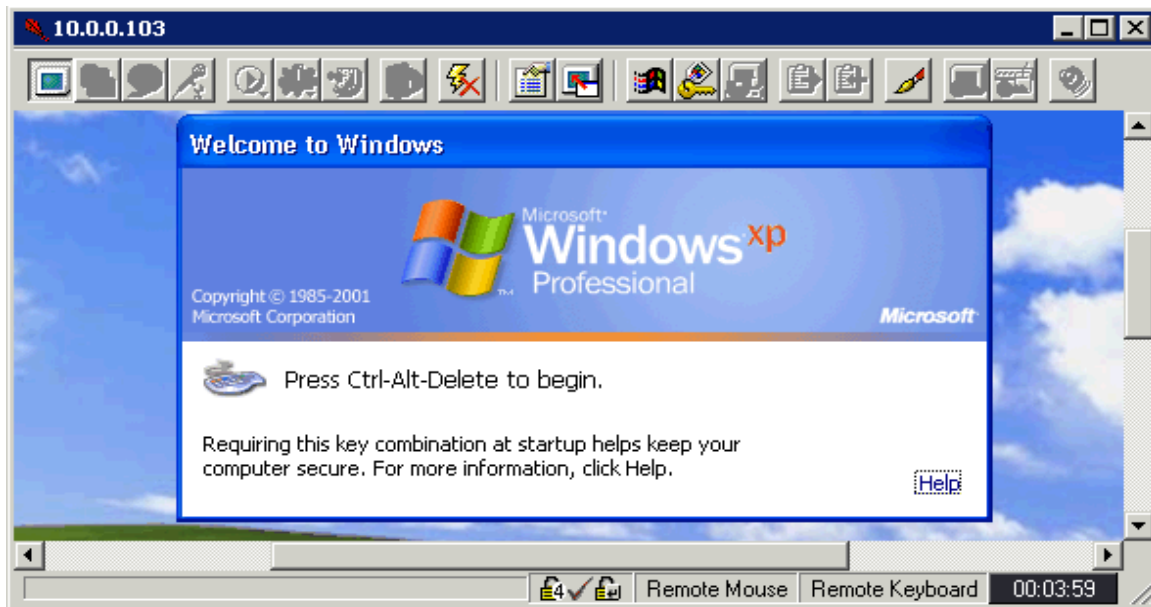 10.0.0.103
Welcome to Windows
Microsoft
Windows xp
Professional
Copyright © 1985-2001
Microsoft Corporation
Microsoft
Press Ctrl-Alt-Delete to begin.
Requiring this key combination at startup helps keep your
computer secure. For more information, click Help.
Help
4
Remote Mouse
Remote Keyboard
00:03:59